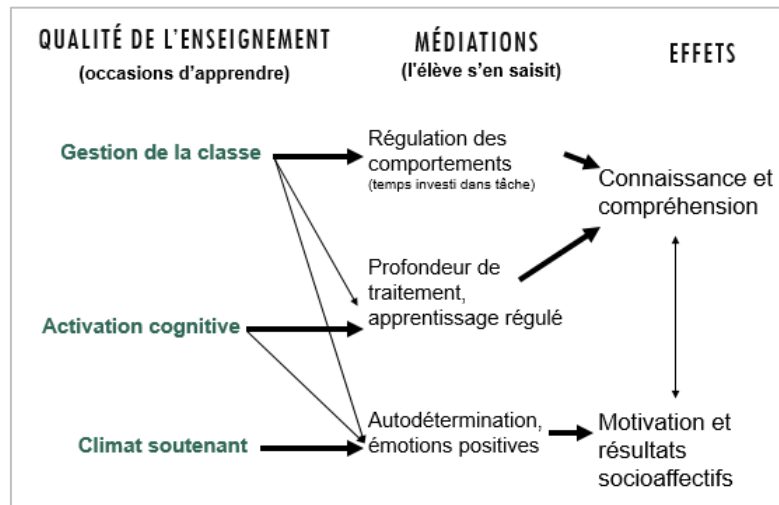 QUALITÉ DE L'ENSEIGNEMENT
(occasions d'apprendre)
MÉDIATIONS
(l'élève s'en saisit)
EFFETS
Gestion de la classe
Régulation des
comportements
(temps investi dans tâche)
Connaissance et
compréhension
Activation cognitive
Profondeur de
traitement,
apprentissage régulé
Climat soutenant
Autodétermination,
émotions positives
Motivation et
résultats
socioaffectifs